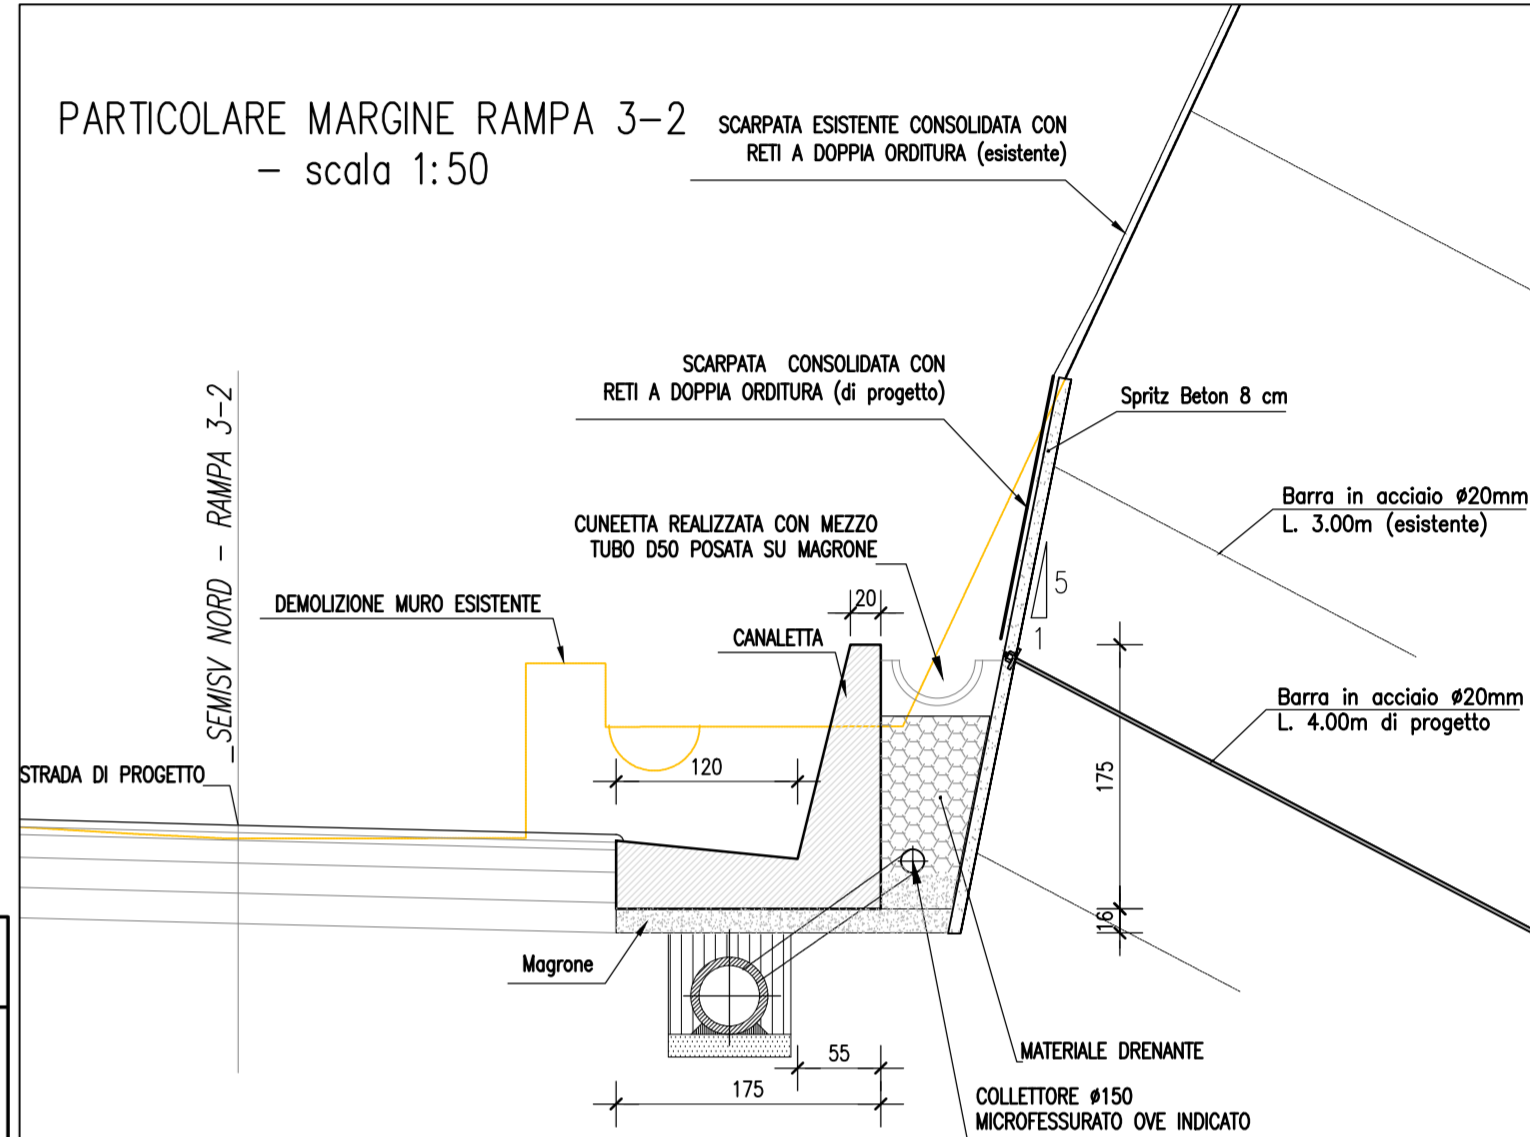 PARTICOLARE MARGINE RAMPA 3-2
- scala 1:50
SCARPATA ESISTENTE CONSOLIDATA CON
RETI A DOPPIA ORDITURA (esistente)
SCARPATA CONSOLIDATA CON
RETI A DOPPIA ORDITURA (di progetto)
Spritz Beton 8 cm
SEMISV NORD - RAMPA 3-2
Barra in acciaio ø20mm
L. 3.00m (esistente)
CUNEETTA REALIZZATA CON MEZZO
TUBO D50 POSATA SU MAGRONE
5
1
DEMOLIZIONE MURO ESISTENTE
20
CANALETTA
Barra in acciaio ø20mm
L. 4.00m di progetto
STRADA DI PROGETTO
120
175
16
Magrone
55
175
MATERIALE DRENANTE
COLLETTORE ø150
MICROFESSURATO OVE INDICATO